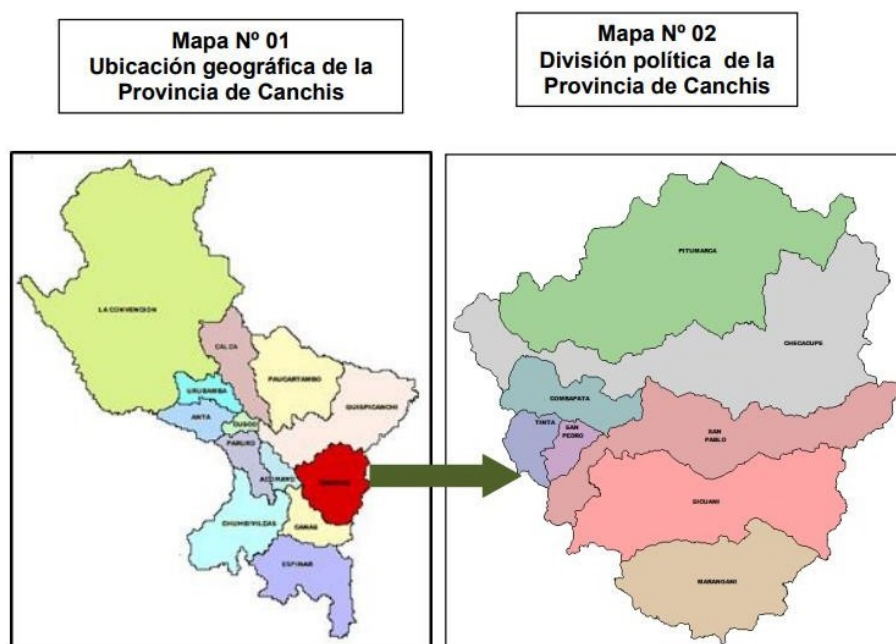 Mapa Nº 01
Ubicación geográfica de la
Provincia de Canchis
Mapa Nº 02
División política de la
Provincia de Canchis
LA CONVENCIÓN
CALCA
PAUCARTAMBO
URUBAMBA
QUISPICANCHI
ANTA
CUSCO
PARURO
ACOMAYO
CHUMBIVILCAS
CANAS
ESPINAR
PITUMARCA
CHECACUPE
COMBAPATA
TINTA
SAN
PEDRO
SAN
PABLO
SICUANI
MARANGANI